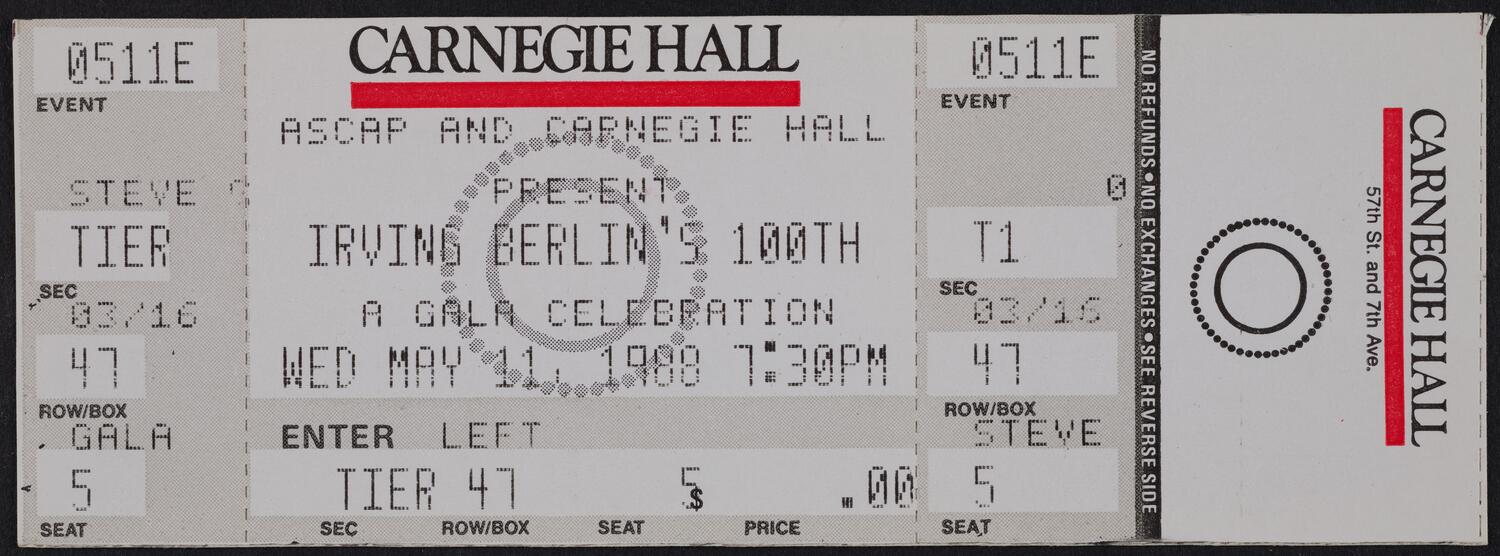 0511E
EVENT
STEVE
TIER
SEC
03/16
47
ROW/BOX
GALA
5
SEAT
CARNEGIE HALL
ASCAP AND CARNEGIE HALL
PRESENT
IRVING BERLIN'S 100TH
A GALA CELEBRATION
WED MAY 11, 1988 7:30PM
ENTER LEFT
TIER 47 5 $ .00
SEC ROW/BOX SEAT PRICE
0511E
EVENT
0
T1
SEC
03/16
47
ROW/BOX
STEVE
5
SEAT
NO REFUNDS•NO EXCHANGES•SEE REVERSE SIDE
CARNEGIE HALL
57th St. and 7th Ave.